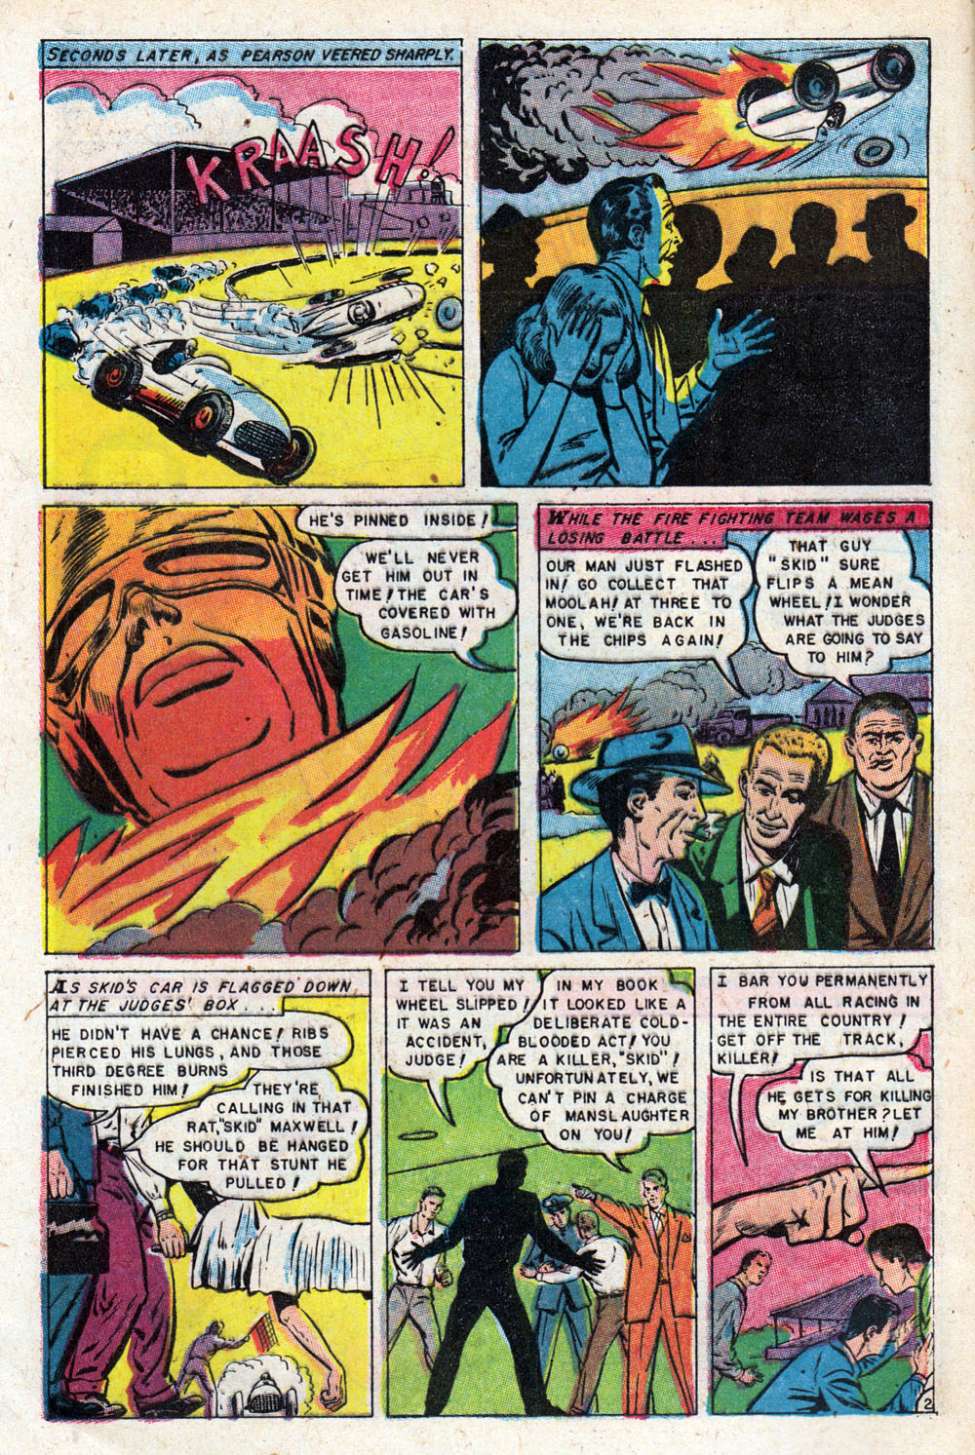 SECONDS LATER, AS PEARSON VEERED SHARPLY.
KRAASH!
HE'S PINNED INSIDE!
WE'LL NEVER
GET HIM OUT IN
TIME! THE CAR'S
COVERED WITH
GASOLINE!
WHILE THE FIRE FIGHTING TEAM WAGES A
LOSING BATTLE...
OUR MAN JUST FLASHED
IN! GO COLLECT THAT
MOOLAH! AT THREE TO
ONE, WE'RE BACK IN
THE CHIPS AGAIN!
THAT GUY
"SKID" SURE
FLIPS A MEAN
WHEEL! I WONDER
WHAT THE JUDGES
ARE GOING TO SAY
TO HIM?
AS SKID'S CAR IS FLAGGED DOWN
AT THE JUDGES' BOX...
HE DIDN'T HAVE A CHANCE! RIBS
PIERCED HIS LUNGS, AND THOSE
THIRD DEGREE BURNS
FINISHED HIM!
THEY'RE
CALLING IN THAT
RAT, "SKID" MAXWELL!
HE SHOULD BE HANGED
FOR THAT STUNT HE
PULLED!
I TELL YOU MY
WHEEL SLIPPED!
IT WAS AN
ACCIDENT,
JUDGE!
IN MY BOOK
IT LOOKED LIKE A
DELIBERATE COLD-
BLOODED ACT! YOU
ARE A KILLER, "SKID"!
UNFORTUNATELY, WE
CAN'T PIN A CHARGE
OF MANSLAUGHTER
ON YOU!
I BAR YOU PERMANENTLY
FROM ALL RACING IN
THE ENTIRE COUNTRY!
GET OFF THE TRACK,
KILLER!
IS THAT ALL
HE GETS FOR KILLING
MY BROTHER? LET
ME AT HIM!
2